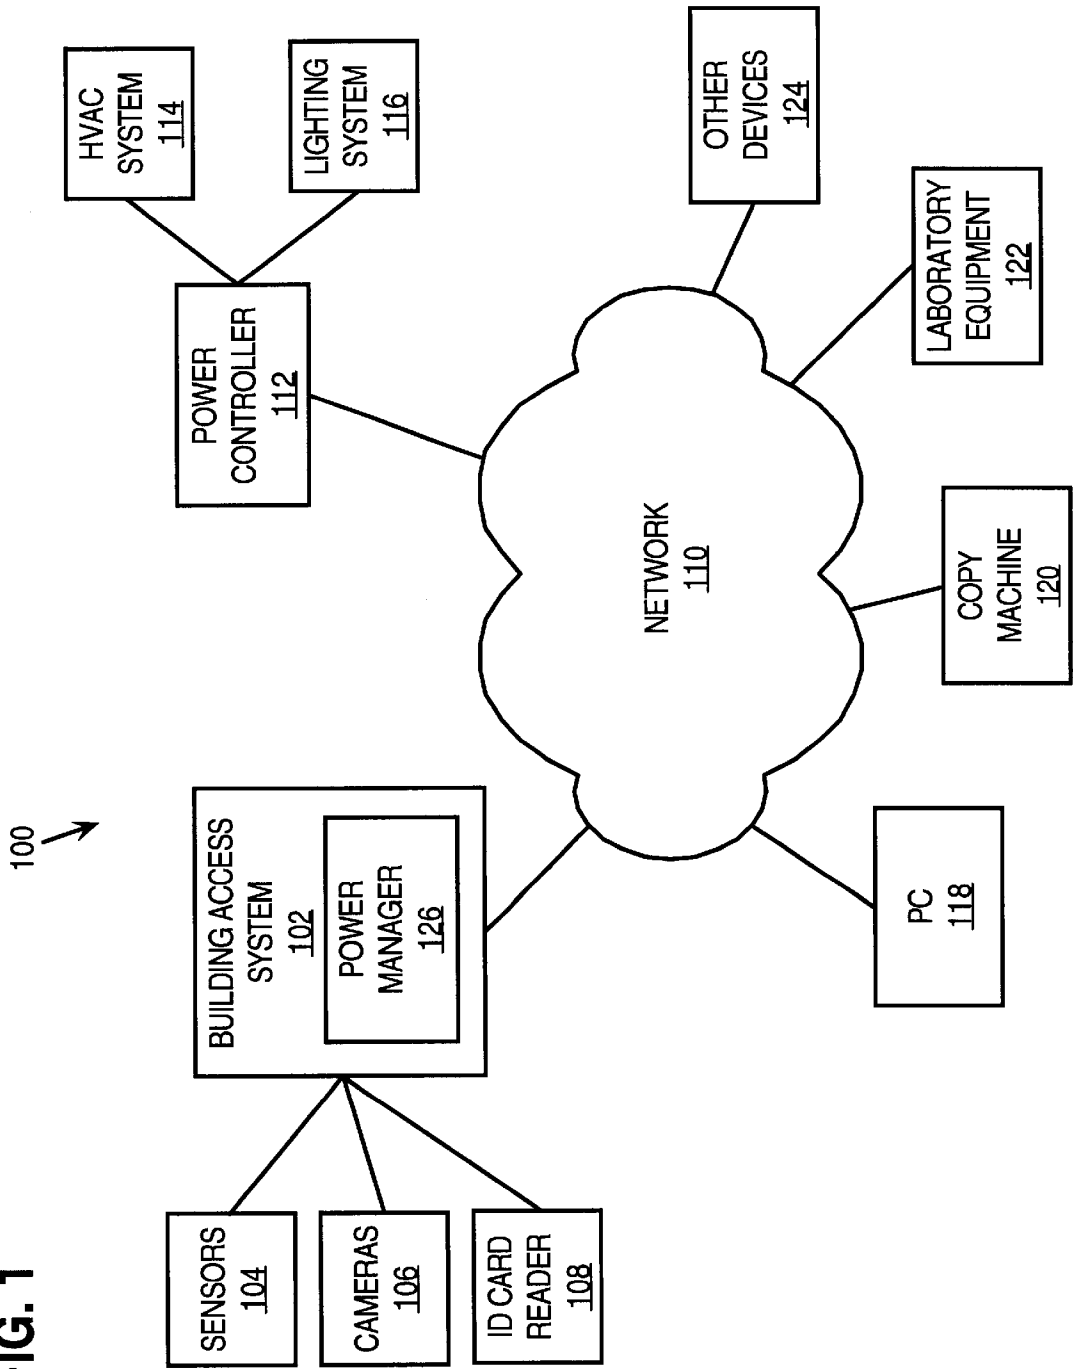 FIG. 1
100
SENSORS
104
CAMERAS
106
ID CARD
READER
108
BUILDING ACCESS
SYSTEM
102
POWER
MANAGER
126
POWER
CONTROLLER
112
HVAC
SYSTEM
114
LIGHTING
SYSTEM
116
NETWORK
110
PC
118
COPY
MACHINE
120
LABORATORY
EQUIPMENT
122
OTHER
DEVICES
124